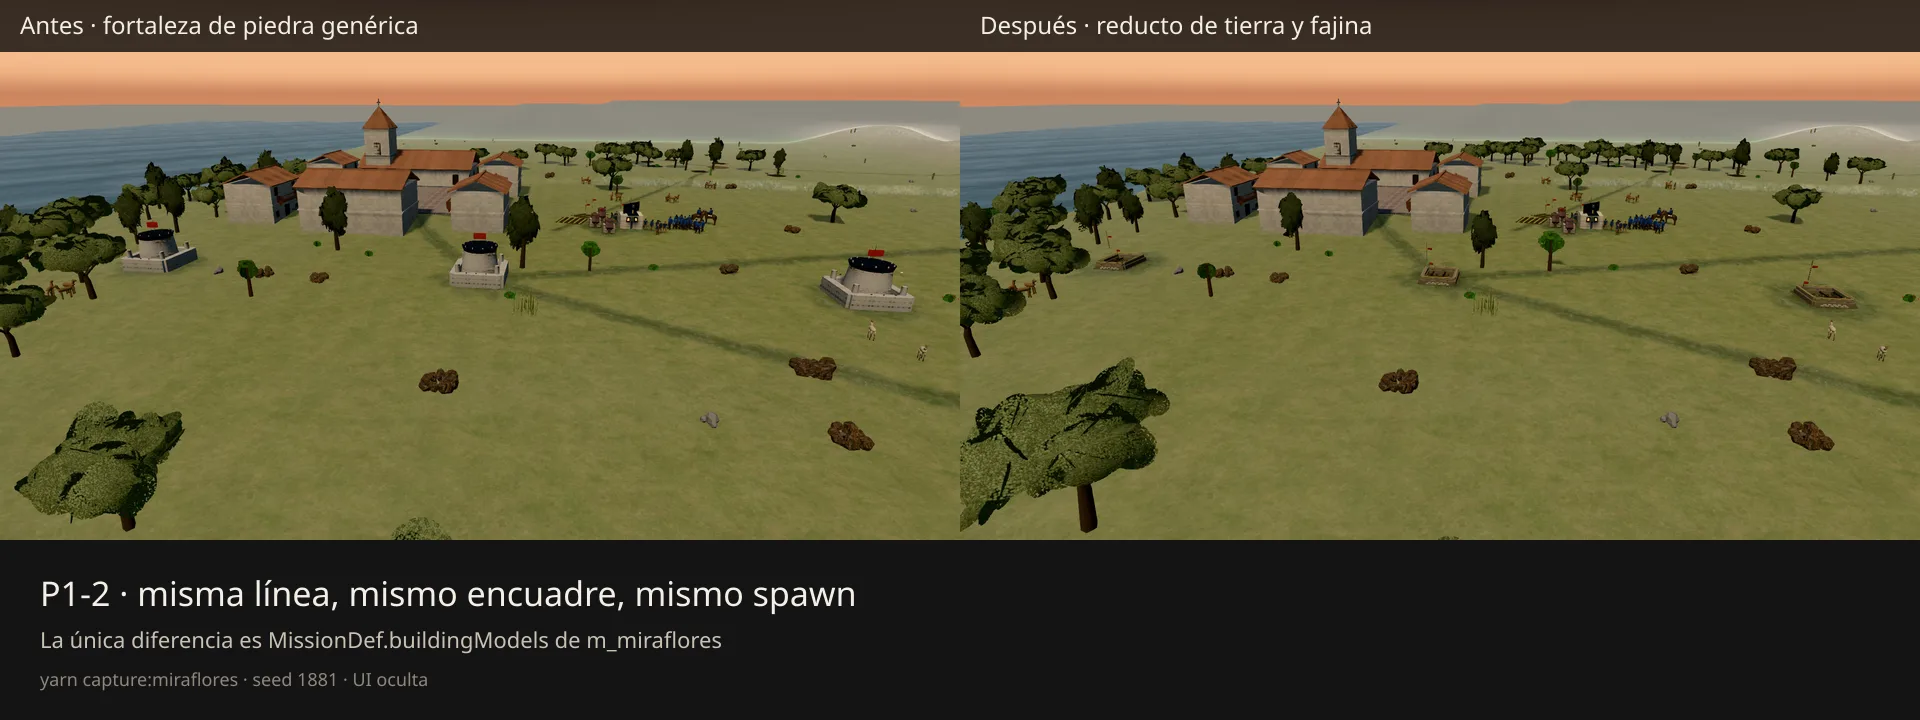 Antes · fortaleza de piedra genérica
Después · reducto de tierra y fajina
P1-2 · misma línea, mismo encuadre, mismo spawn
La única diferencia es MissionDef.buildingModels de m_miraflores
yarn capture:miraflores · seed 1881 · UI oculta